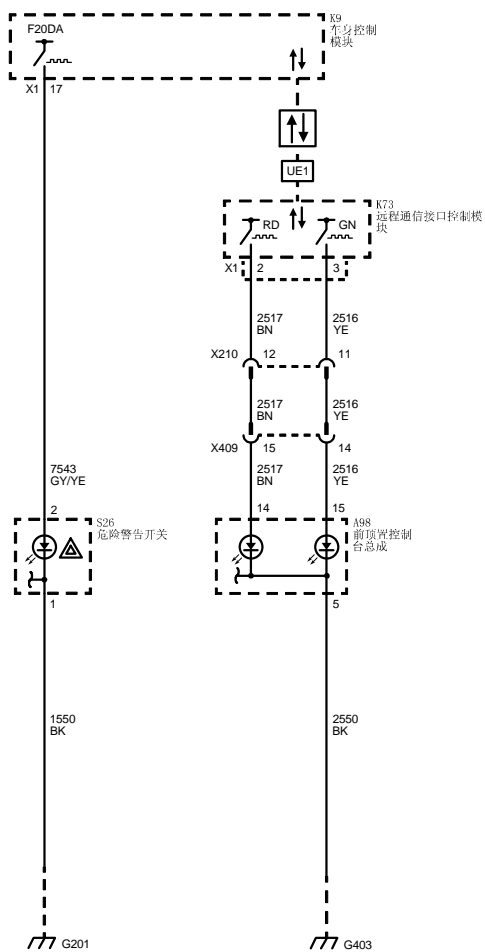 K9
车身控制
模块
F20DA
X1 17
UE1
K73
远程通信接口控制模
块
RD GN
X1 2 3
2517 2516
BN YE
X210 12 11
2517 2516
BN YE
X409 15 14
2517 2516
BN YE
7543
GY/YE
2 14 15
S26
危险警告开关
A98
前顶置控制
台总成
1 5
1550 2550
BK BK
G201 G403